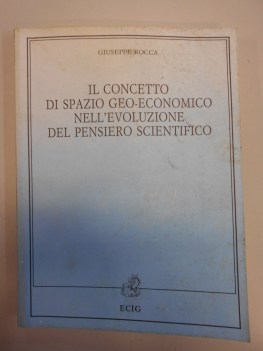 GIUSEPPE ROCCA
IL CONCETTO
DI SPAZIO GEO-ECONOMICO
NELL'EVOLUZIONE
DEL PENSIERO SCIENTIFICO
ECIG